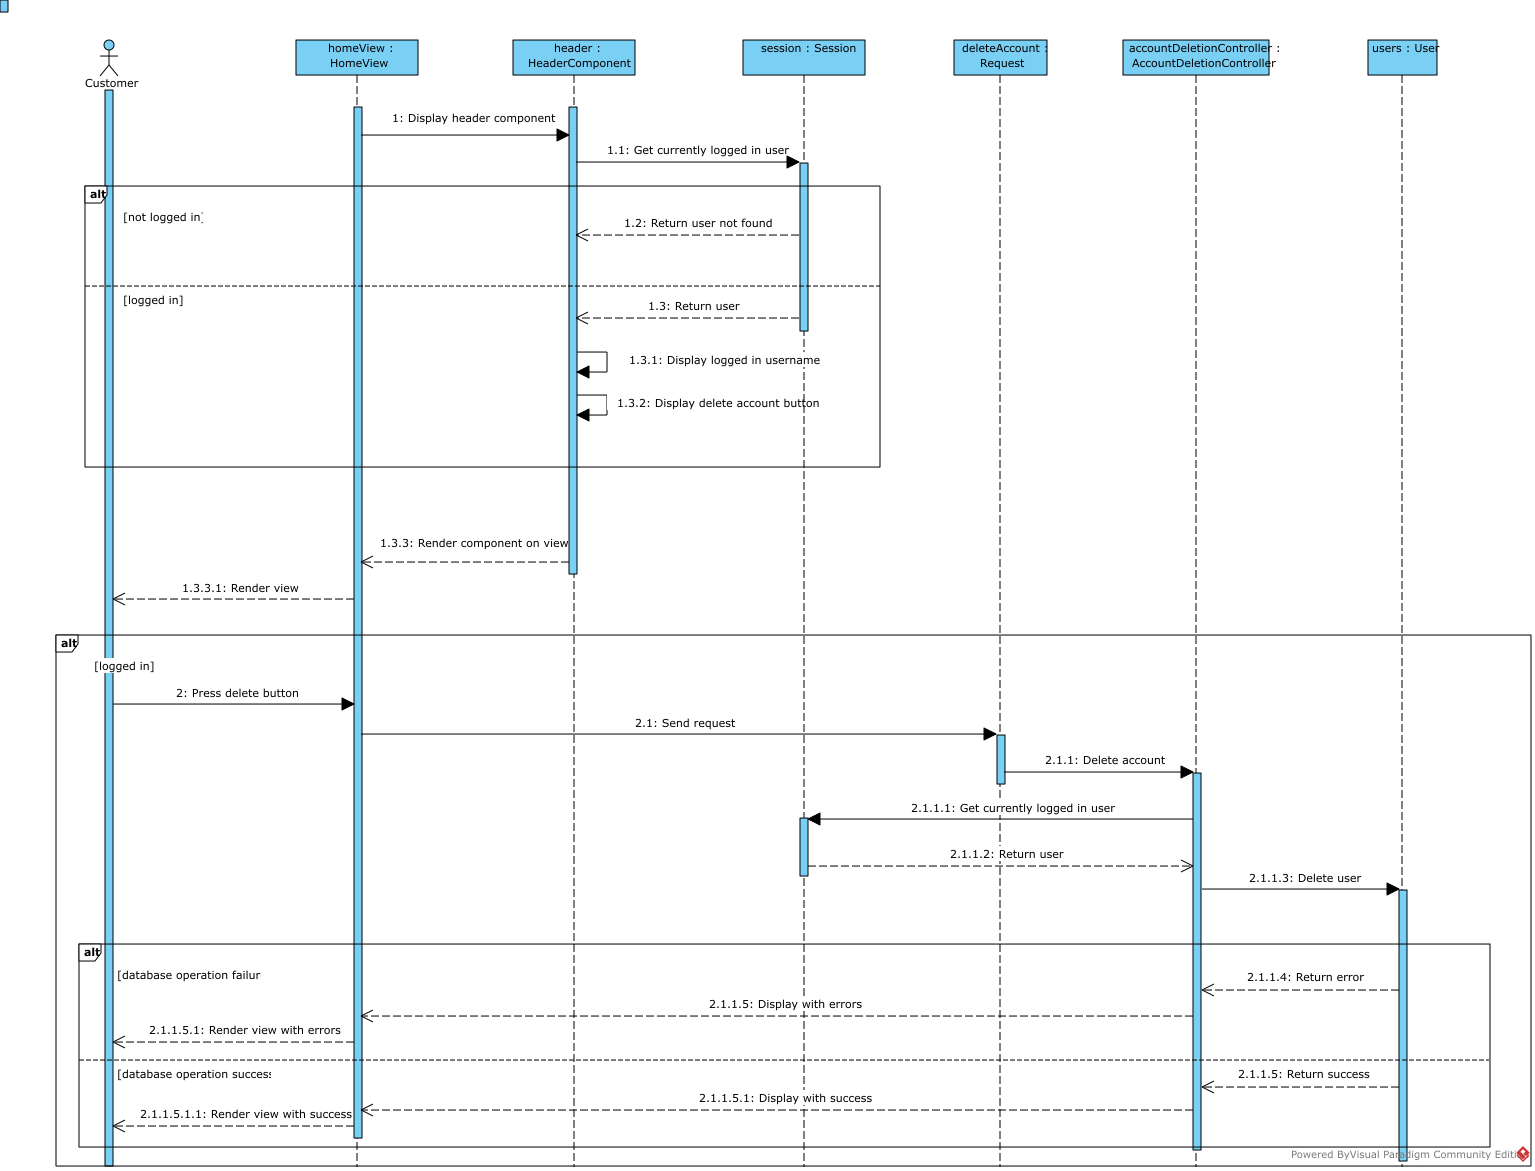 Customer
homeView :
HomeView
header :
HeaderComponent
session : Session
deleteAccount :
Request
accountDeletionController :
AccountDeletionController
users : User
1: Display header component
1.1: Get currently logged in user
alt
[not logged in]
1.2: Return user not found
[logged in]
1.3: Return user
1.3.1: Display logged in username
1.3.2: Display delete account button
1.3.3: Render component on view
1.3.3.1: Render view
alt
[logged in]
2: Press delete button
2.1: Send request
2.1.1: Delete account
2.1.1.1: Get currently logged in user
2.1.1.2: Return user
2.1.1.3: Delete user
alt
[database operation failur
2.1.1.4: Return error
2.1.1.5: Display with errors
2.1.1.5.1: Render view with errors
[database operation success
2.1.1.5: Return success
2.1.1.5.1: Display with success
2.1.1.5.1.1: Render view with success
Powered ByVisual Paradigm Community Edition